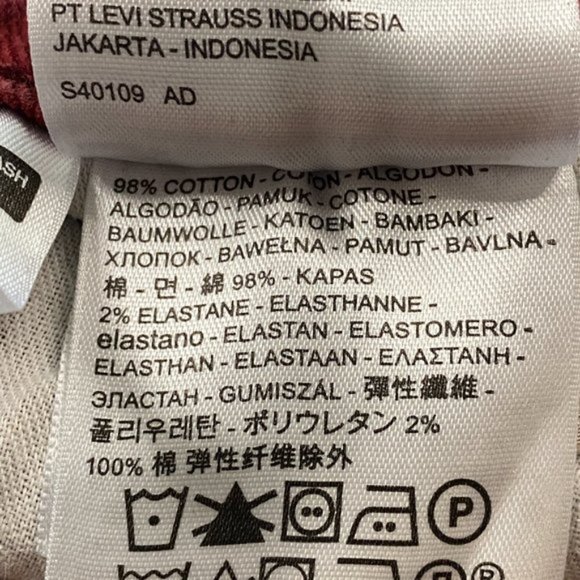 PT LEVI STRAUSS INDONESIA
JAKARTA - INDONESIA
S40109 AD
ASH
98% COTTON - COTON - ALGODÓN -
ALGODÃO - PAMUK - COTONE -
BAUMWOLLE - KATOEN - BAMBAKI -
ХЛОПОК - BAWEŁNA - PAMUT - BAVLNA -
棉 - 면 - 綿 98% - KAPAS
2% ELASTANE - ELASTHANNE -
elastano - ELASTAN - ELASTOMERO -
ELASTHAN - ELASTAAN - ΕΛΑΣΤΑΝΗ -
ЭЛАСТАН - GUMISZÁL - 彈性纖維 -
폴리우레탄 - ポリウレタン 2%
100% 棉 弹性纤维除外
P